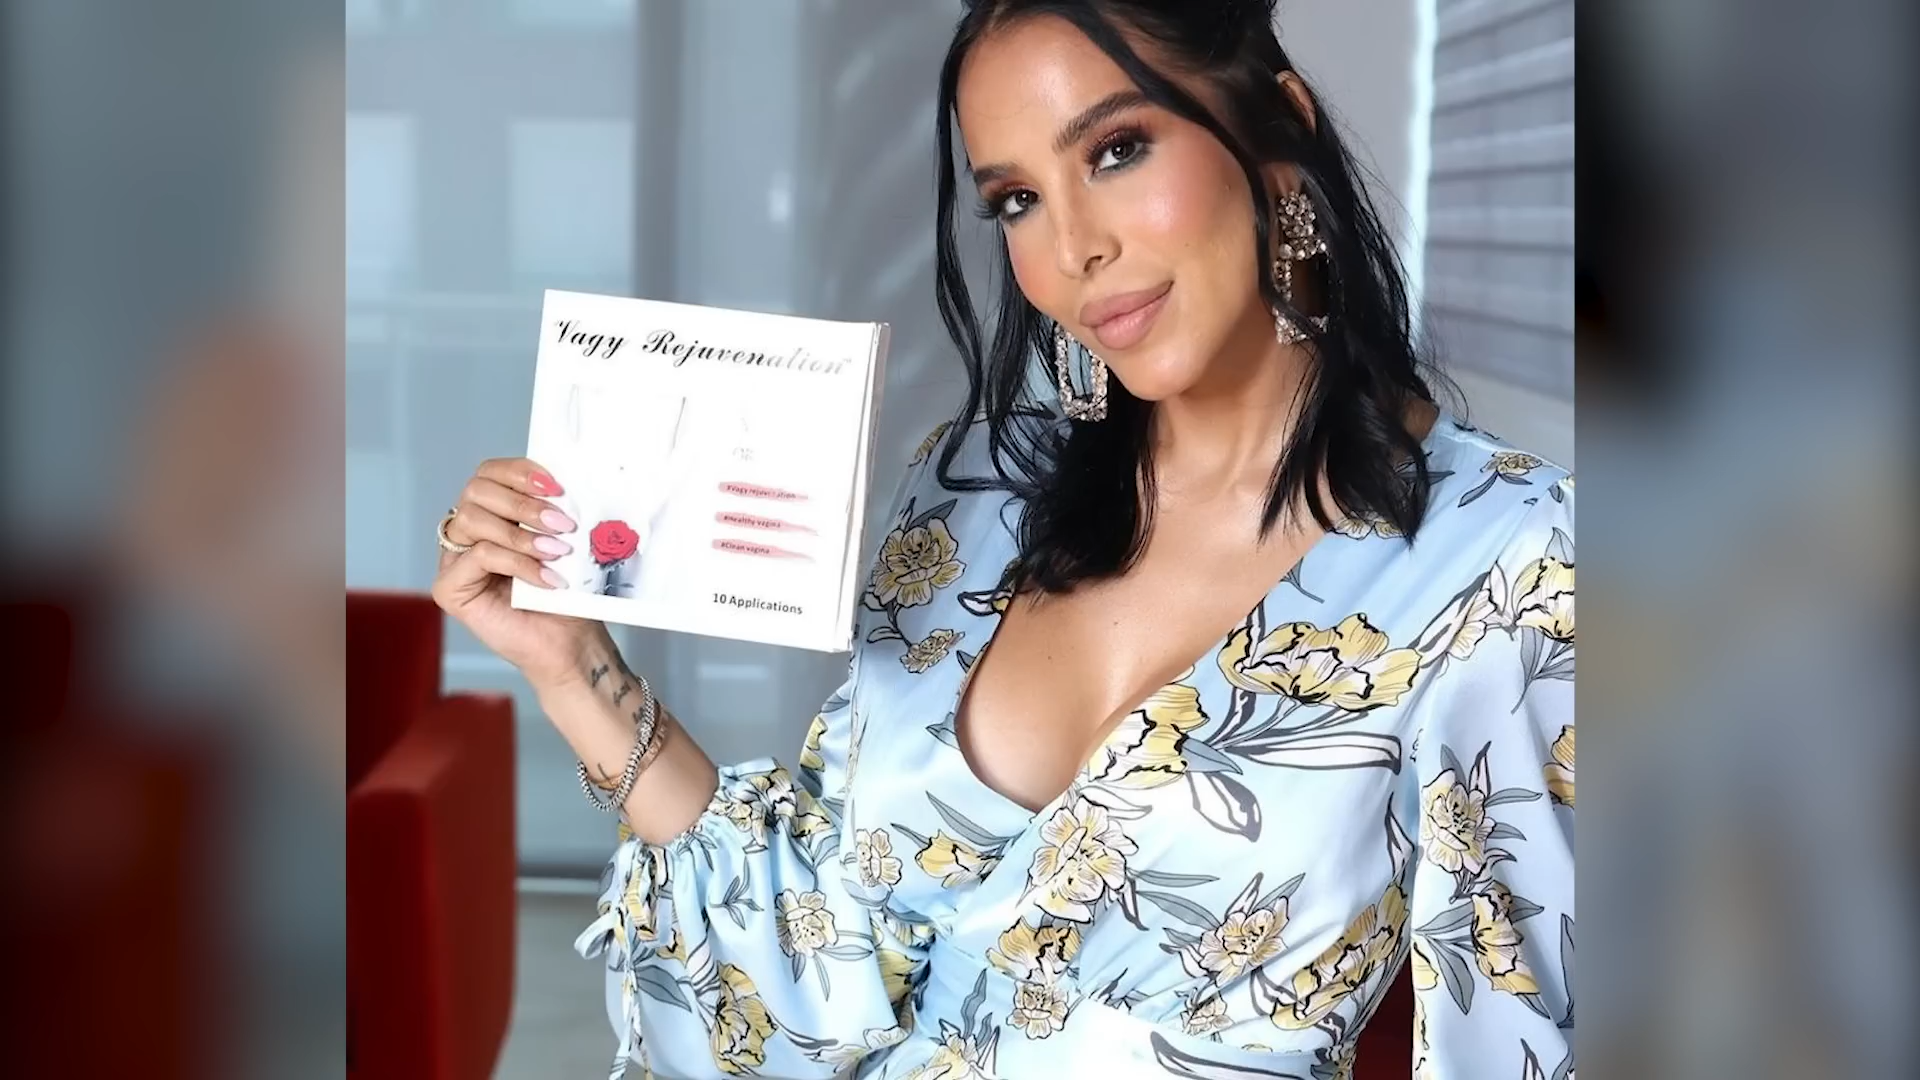 "Vagy Rejuvenation"
#Vagy rejuvenation
#Healthy vagina
#Clean vagina
10 Applications